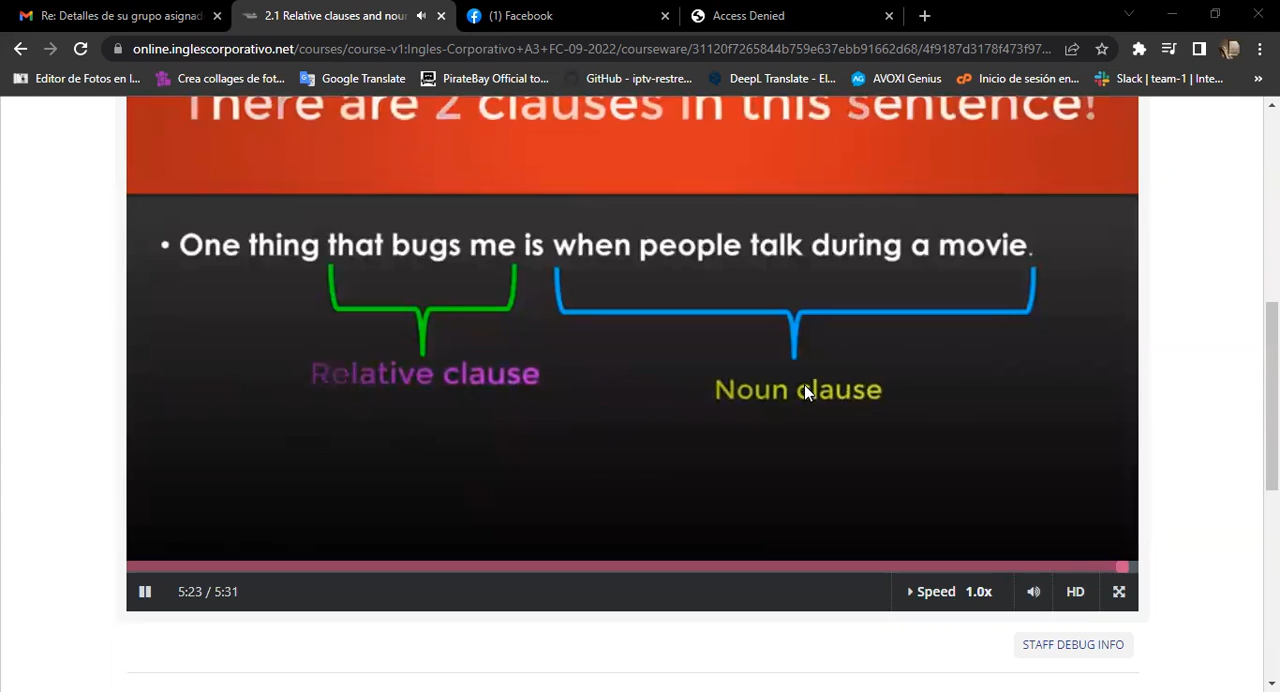 Re: Detalles de su grupo asignad
2.1 Relative clauses and nour
(1) Facebook
Access Denied
online.inglescorporativo.net/courses/course-v1:Ingles-Corporativo+A3+FC-09-2022/courseware/31120f7265844b759e637ebb91662d68/4f9187d3178f473f97...
Editor de Fotos en l...
Crea collages de fot...
Google Translate
PirateBay Official to...
GitHub - iptv-restre...
DeepL Translate - El...
AVOXI Genius
Inicio de sesión en...
Slack | team-1 | Inte...
»
There are 2 clauses in this sentence!
• One thing that bugs me is when people talk during a movie.
Relative clause
Noun clause
5:23 / 5:31
Speed 1.0x
HD
STAFF DEBUG INFO